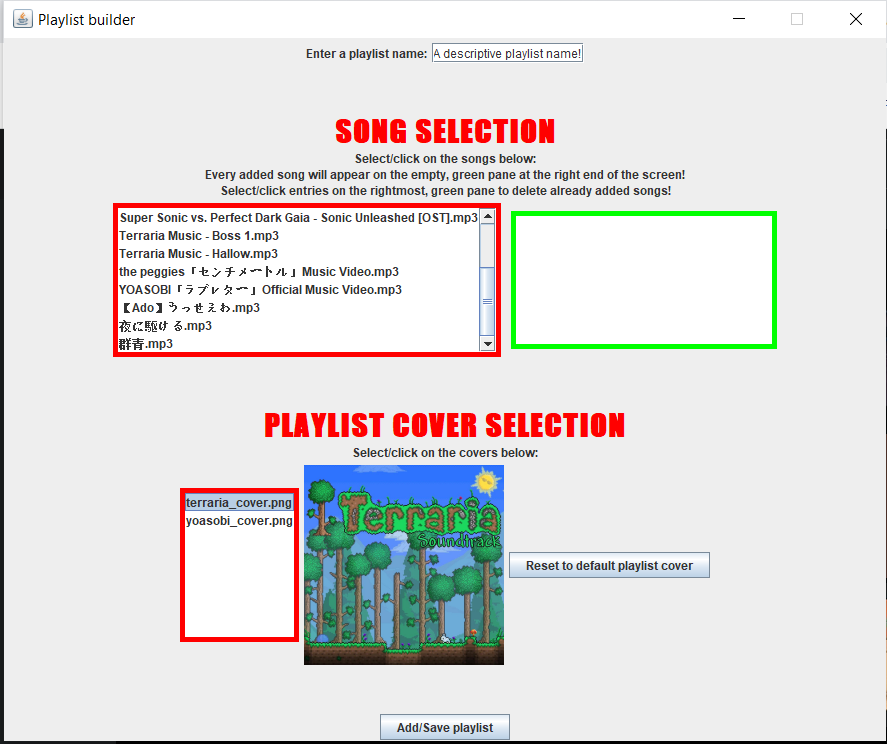 Playlist builder
Enter a playlist name: A descriptive playlist name!
SONG SELECTION
Select/click on the songs below:
Every added song will appear on the empty, green pane at the right end of the screen!
Select/click entries on the rightmost, green pane to delete already added songs!
Super Sonic vs. Perfect Dark Gaia - Sonic Unleashed [OST].mp3
Terraria Music - Boss 1.mp3
Terraria Music - Hallow.mp3
the peggies「センチメートル」Music Video.mp3
YOASOBI「ラブレター」Official Music Video.mp3
【Ado】うっせぇわ.mp3
夜に駆ける.mp3
群青.mp3
PLAYLIST COVER SELECTION
Select/click on the covers below:
terraria_cover.png
yoasobi_cover.png
Terraria
Soundtrack
Reset to default playlist cover
Add/Save playlist